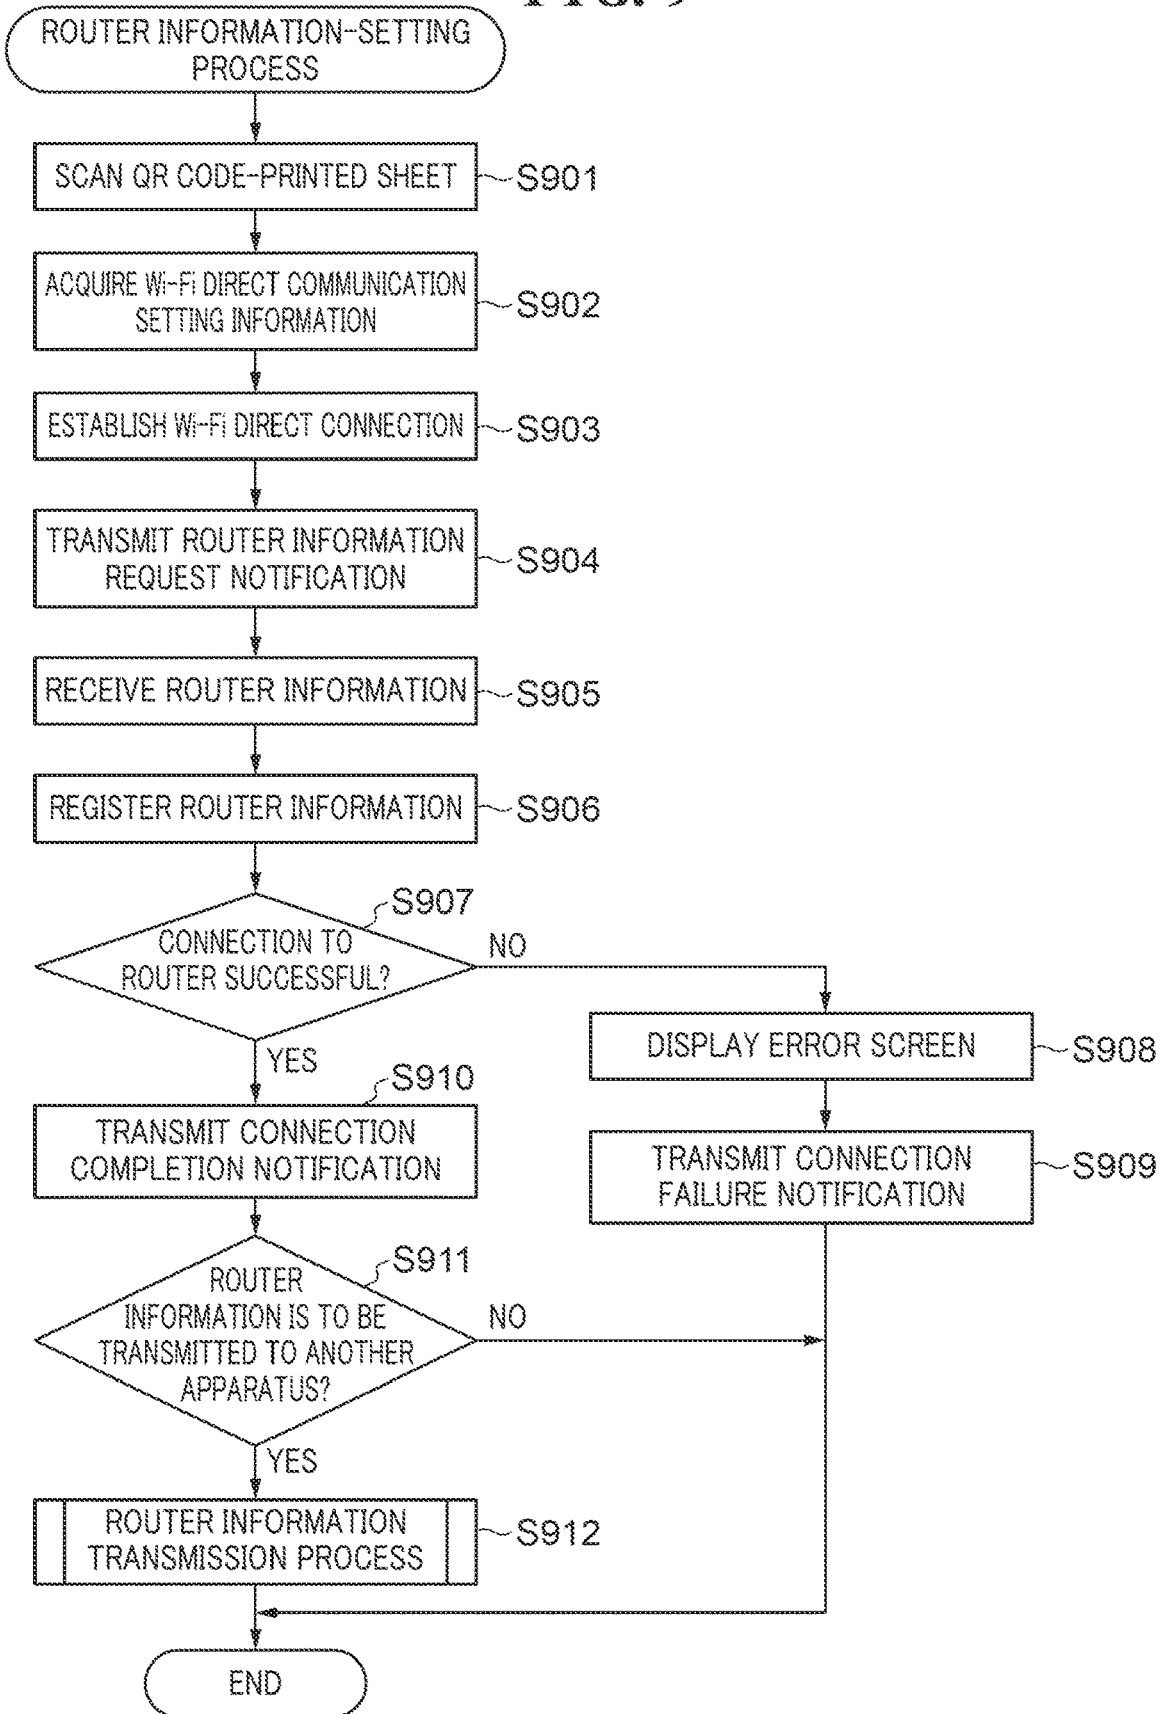 ROUTER INFORMATION-SETTING
PROCESS
SCAN QR CODE-PRINTED SHEET
S901
ACQUIRE Wi-Fi DIRECT COMMUNICATION
SETTING INFORMATION
S902
ESTABLISH Wi-Fi DIRECT CONNECTION
S903
TRANSMIT ROUTER INFORMATION
REQUEST NOTIFICATION
S904
RECEIVE ROUTER INFORMATION
S905
REGISTER ROUTER INFORMATION
S906
S907
CONNECTION TO
ROUTER SUCCESSFUL?
NO
YES
DISPLAY ERROR SCREEN
S908
TRANSMIT CONNECTION
FAILURE NOTIFICATION
S909
S910
TRANSMIT CONNECTION
COMPLETION NOTIFICATION
S911
ROUTER
INFORMATION IS TO BE
TRANSMITTED TO ANOTHER
APPARATUS?
NO
YES
ROUTER INFORMATION
TRANSMISSION PROCESS
S912
END